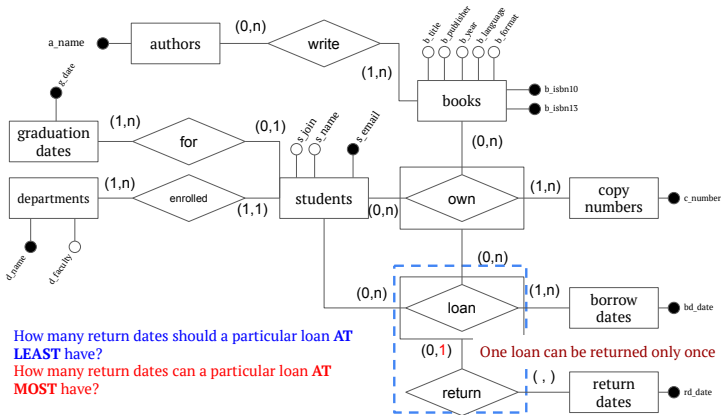 b_title
b_publisher
b_year
b_language
b_format
(0,n)
a_name
authors
write
(1,n)
b_isbn10
books
b_isbn13
g_date
(1,n)
(0,1)
s_join
s_name
s_email
(0,n)
graduation
dates
for
(1,n)
(1,n)
departments
enrolled
students
own
copy
numbers
c_number
(1,1)
(0,n)
d_name
d_faculty
(0,n)
(0,n)
(1,n)
loan
borrow
dates
bd_date
How many return dates should a particular loan AT
LEAST have?
How many return dates can a particular loan AT
MOST have?
(0,1)
One loan can be returned only once
( , )
return
return
dates
rd_date